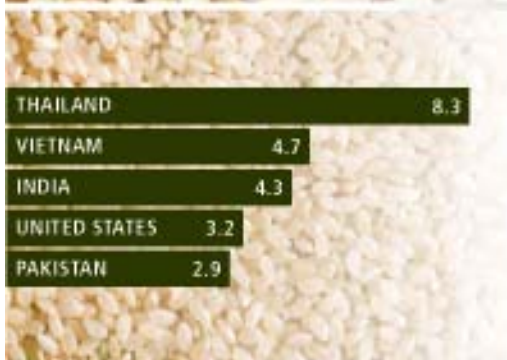 THAILAND 8.3
VIETNAM 4.7
INDIA 4.3
UNITED STATES 3.2
PAKISTAN 2.9